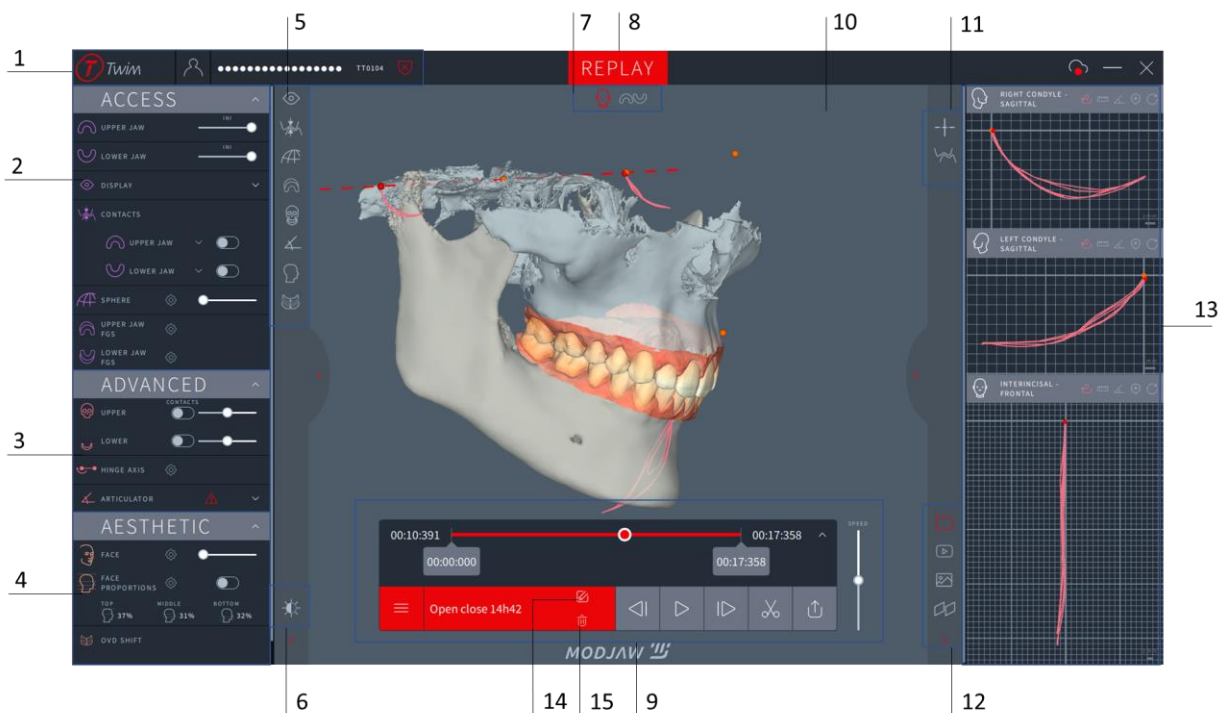 5
7
8
10
11
1
Twim
●●●●●●●●●●●●●●●●●
TT0104
REPLAY
ACCESS
UPPER JAW
LOWER JAW
2
DISPLAY
CONTACTS
UPPER JAW
LOWER JAW
SPHERE
UPPER JAW
FGS
LOWER JAW
FGS
ADVANCED
CONTACTS
UPPER
LOWER
3
HINGE AXIS
ARTICULATOR
AESTHETIC
FACE
4
FACE
PROPORTIONS
TOP
37%
MIDDLE
31%
BOTTOM
32%
OVD SHIFT
RIGHT CONDYLE -
SAGITTAL
LEFT CONDYLE -
SAGITTAL
13
INTERINCISAL -
FRONTAL
SPEED
00:10:391
00:17:358
00:00:000
00:17:358
Open close 14h42
MODJAW
6
14
15
9
12